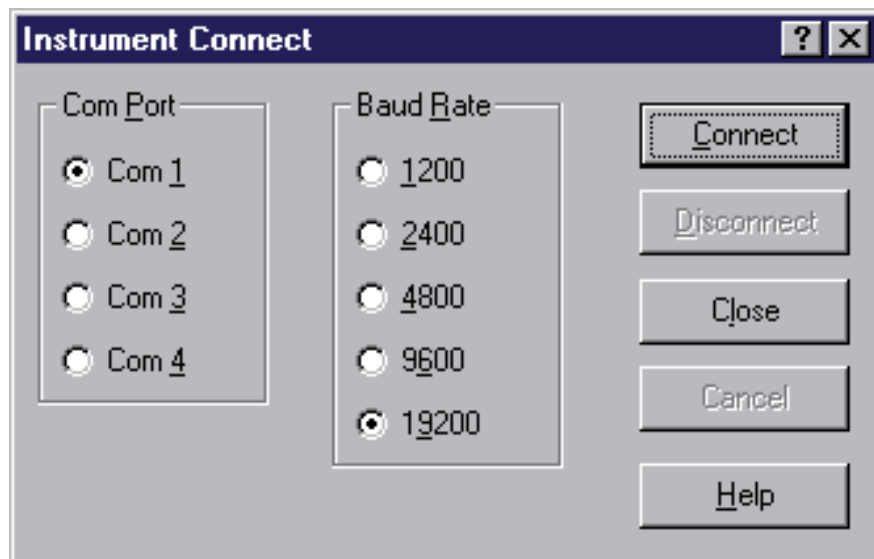 Instrument Connect
Com Port
Com 1
Com 2
Com 3
Com 4
Baud Rate
1200
2400
4800
9600
19200
Connect
Disconnect
Close
Cancel
Help